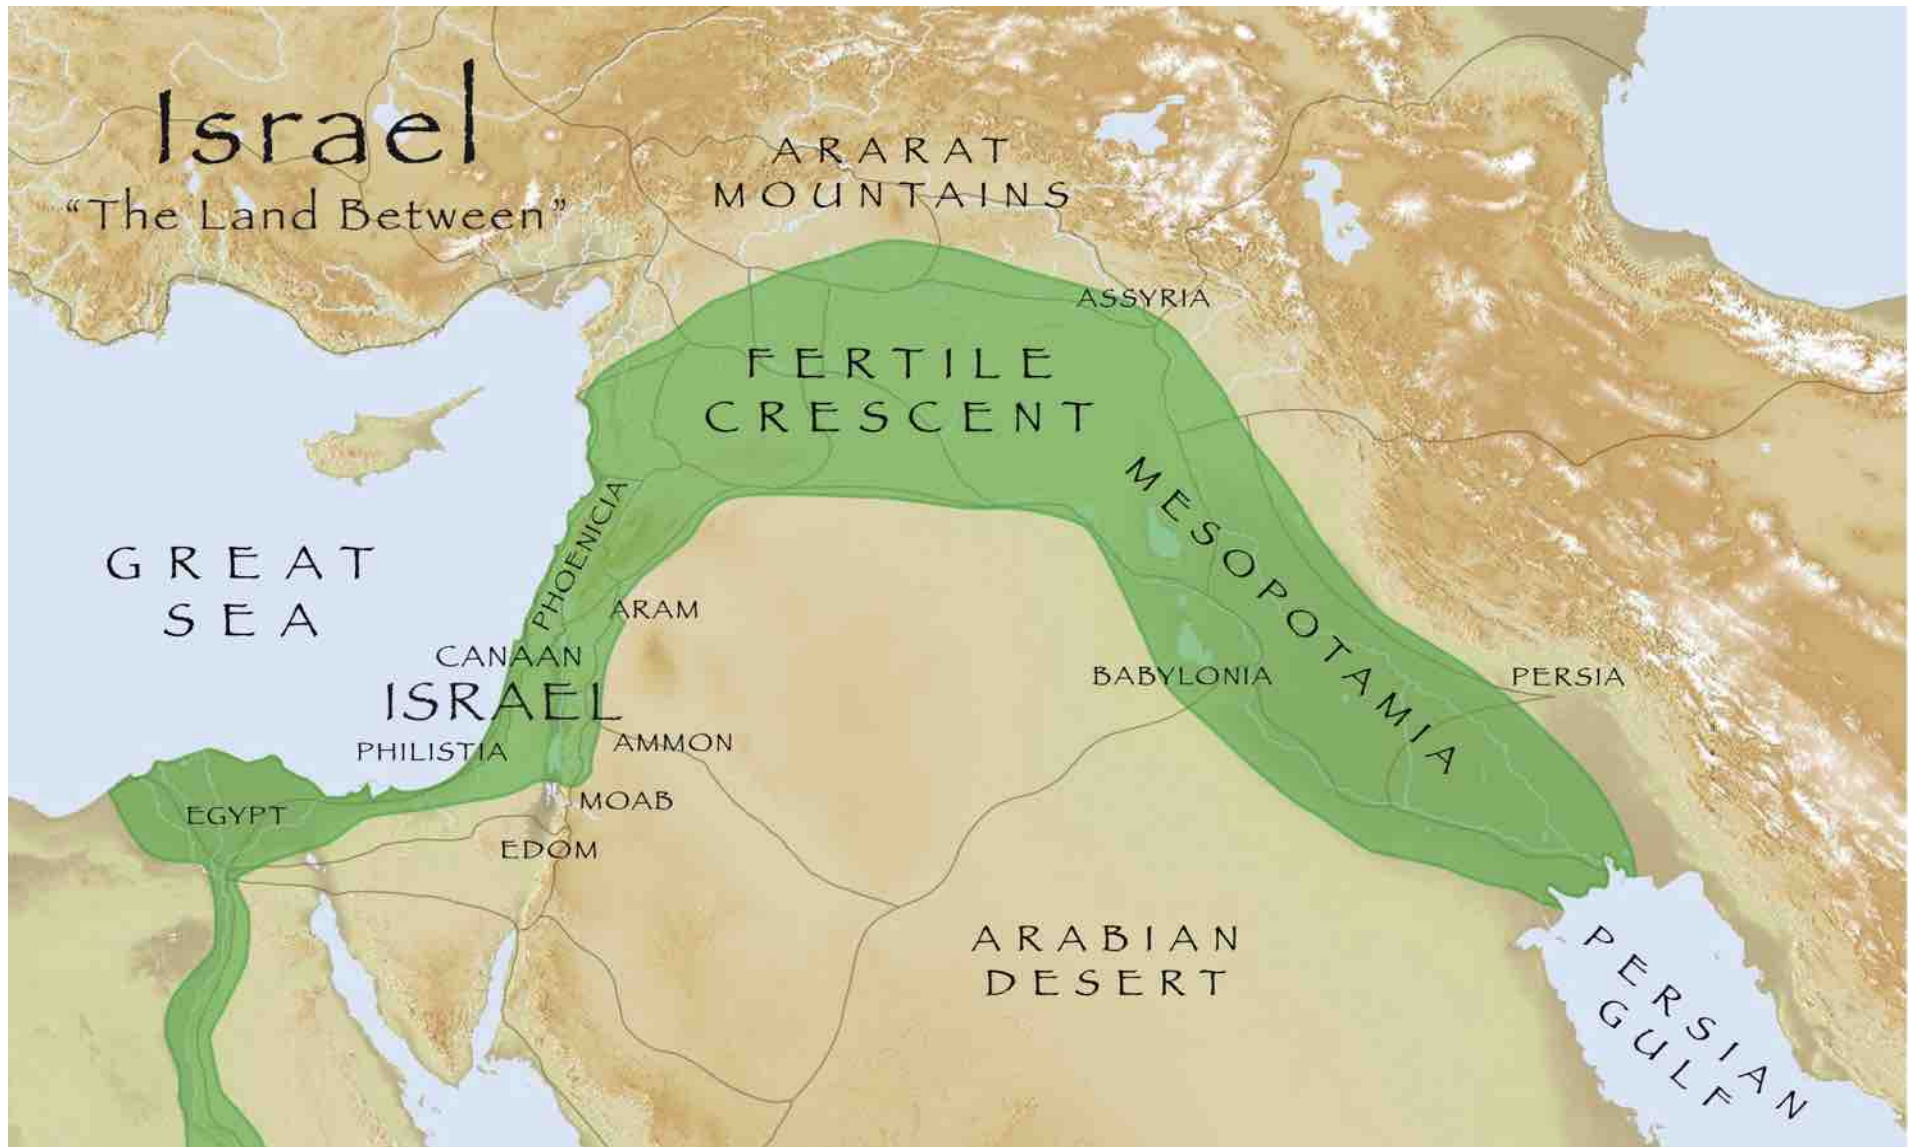 Israel
“The Land Between”
ARARAT
MOUNTAINS
ASSYRIA
FERTILE
CRESCENT
MESOPOTAMIA
PHOENICIA
GREAT
SEA
ARAM
CANAAN
ISRAEL
BABYLONIA
PERSIA
PHILISTIA
AMMON
MOAB
EGYPT
EDOM
ARABIAN
DESERT
PERSIAN
GULF